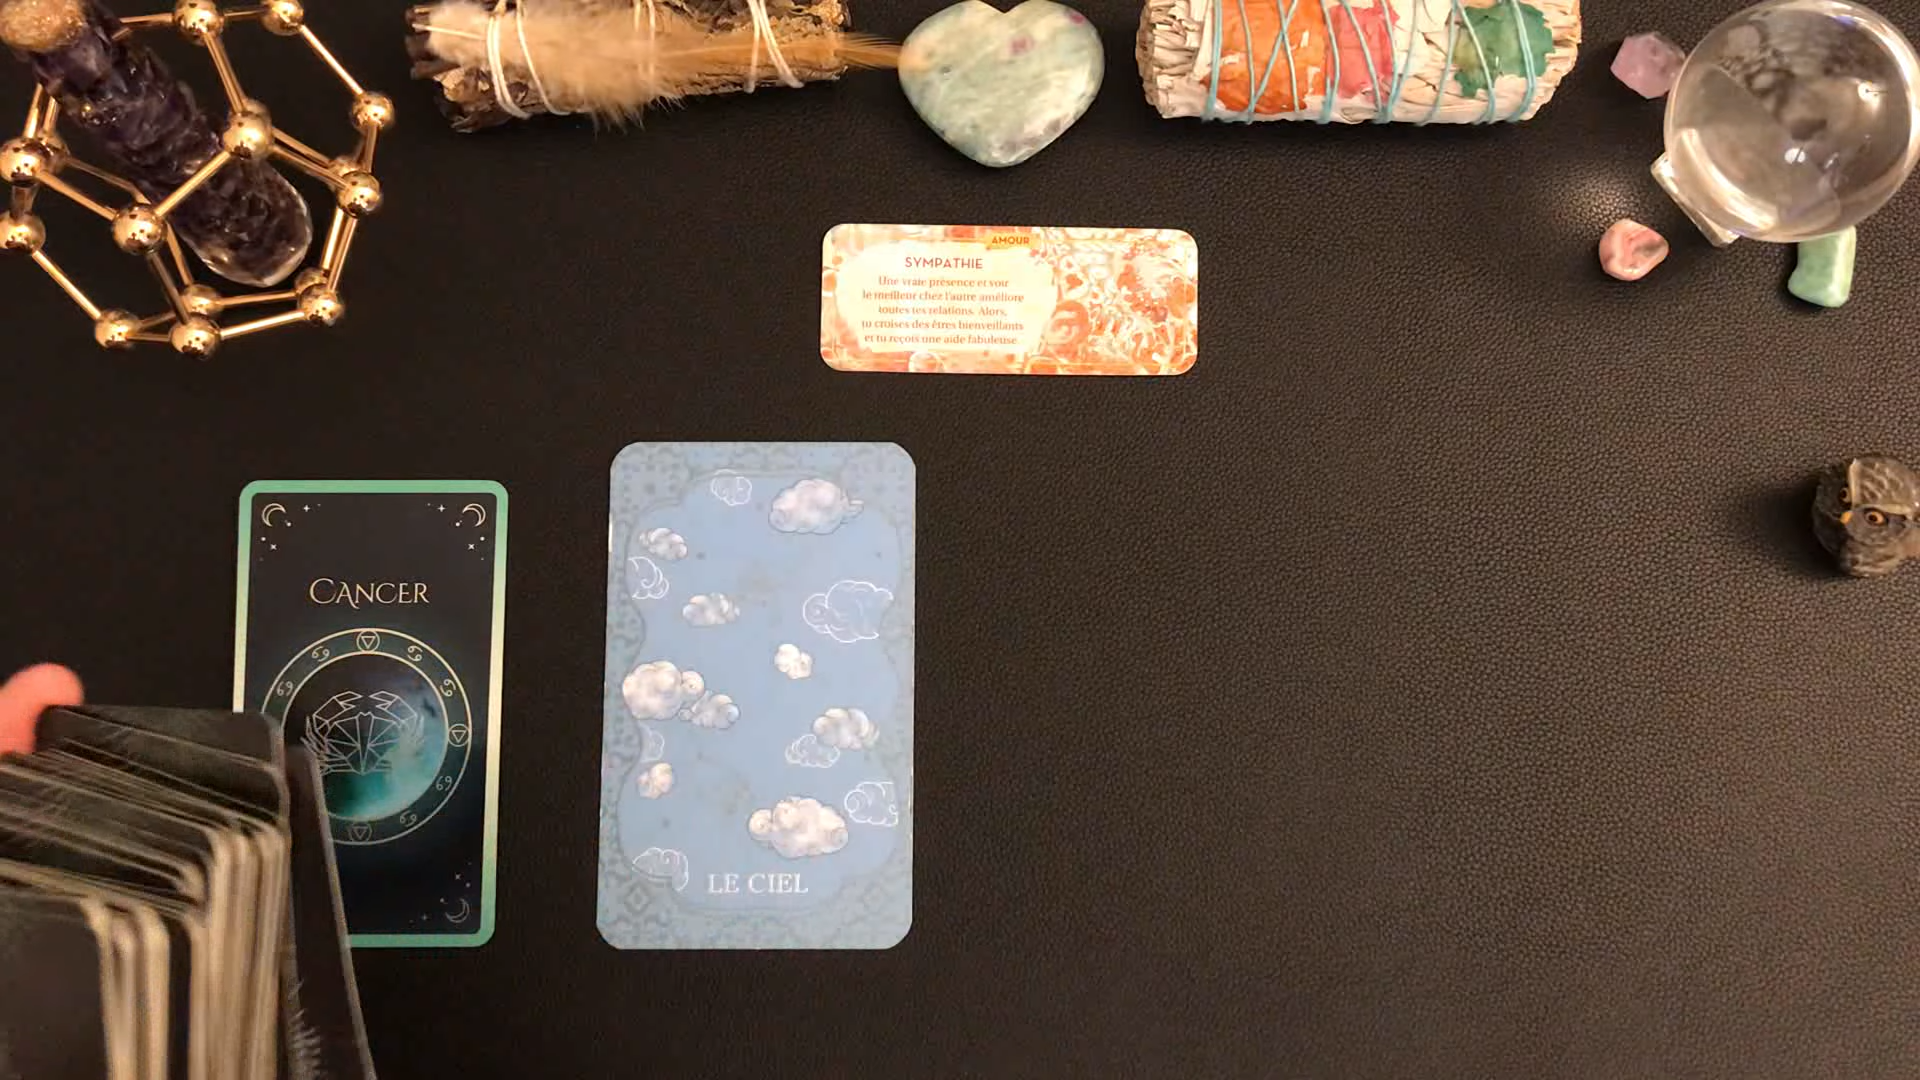 AMOUR
SYMPATHIE
Une vraie présence et voir
le meilleur chez l'autre améliore
toutes tes relations. Alors,
tu croises des êtres bienveillants
et tu reçois une aide fabuleuse.
CANCER
LE CIEL